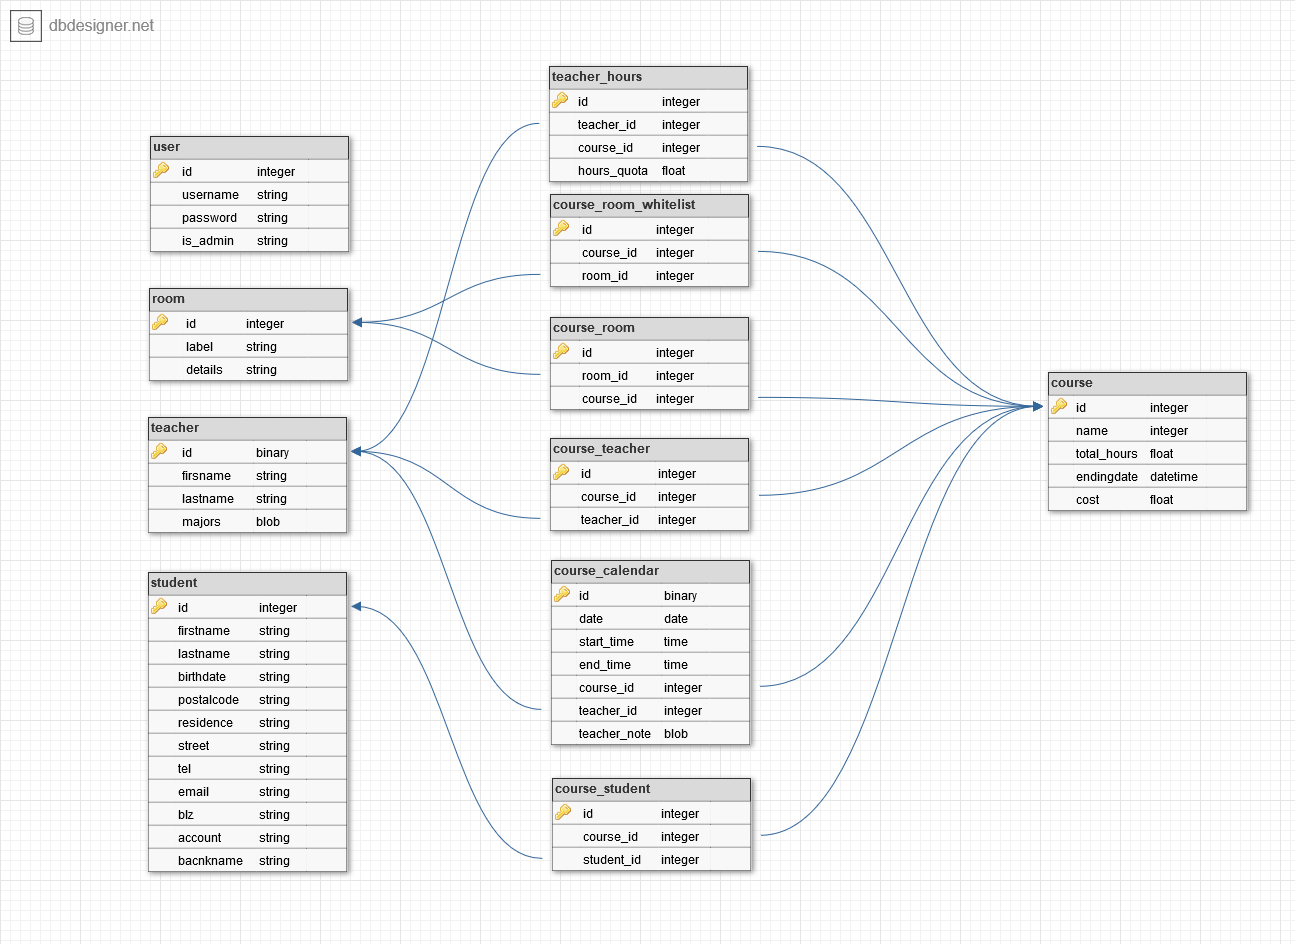 dbdesigner.net
user
id integer
username string
password string
is_admin string
room
id integer
label string
details string
teacher
id binary
firsname string
lastname string
majors blob
student
id integer
firstname string
lastname string
birthdate string
postalcode string
residence string
street string
tel string
email string
blz string
account string
bacnkname string
teacher_hours
id integer
teacher_id integer
course_id integer
hours_quota float
course_room_whitelist
id integer
course_id integer
room_id integer
course_room
id integer
room_id integer
course_id integer
course_teacher
id integer
course_id integer
teacher_id integer
course_calendar
id binary
date date
start_time time
end_time time
course_id integer
teacher_id integer
teacher_note blob
course_student
id integer
course_id integer
student_id integer
course
id integer
name integer
total_hours float
endingdate datetime
cost float